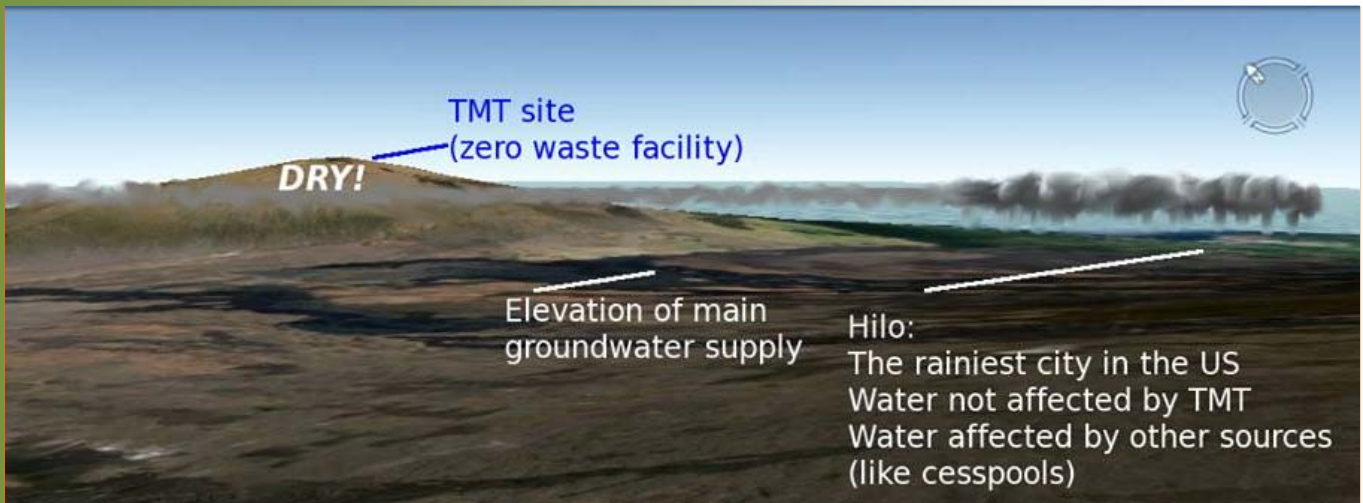 TMT site
(zero waste facility)
DRY!
Elevation of main
groundwater supply
Hilo:
The rainiest city in the US
Water not affected by TMT
Water affected by other sources
(like cesspools)